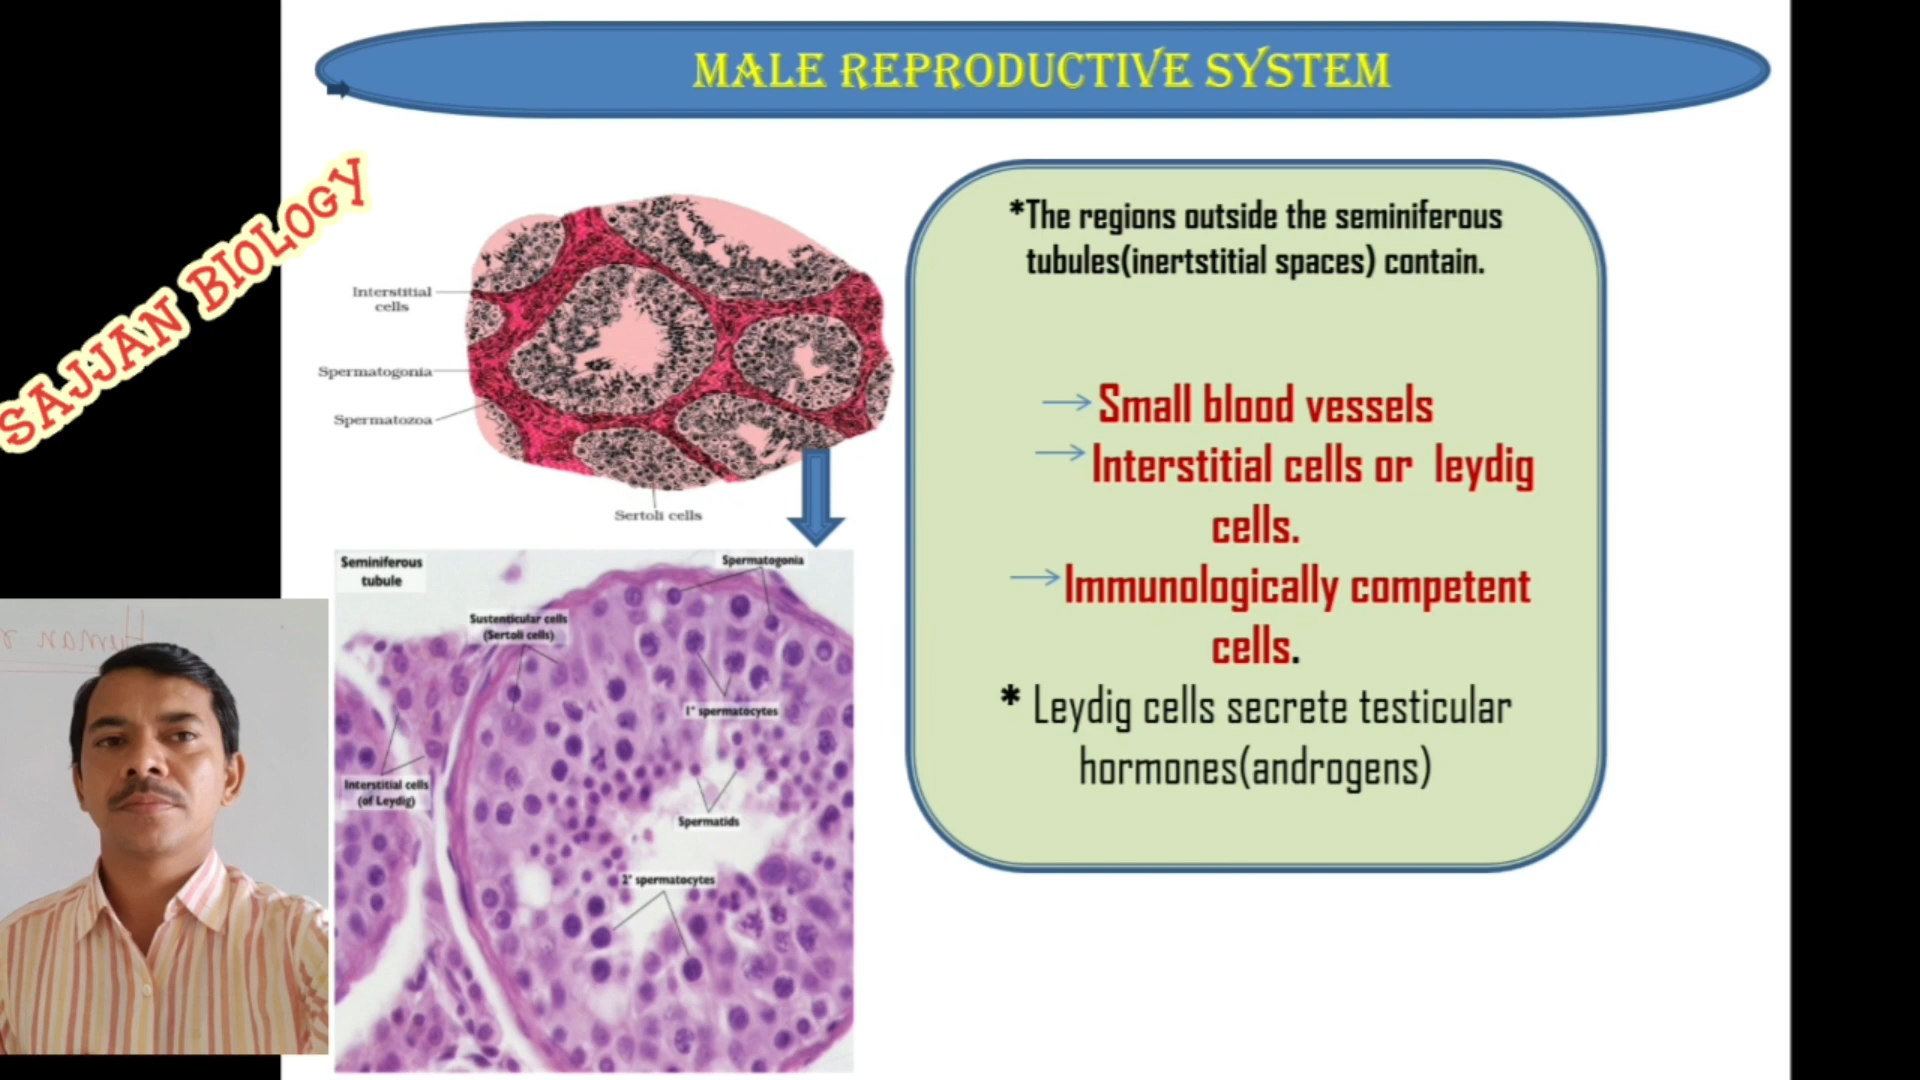 MALE REPRODUCTIVE SYSTEM
SAJJAN BIOLOGY
*The regions outside the seminiferous
tubules(inertstitial spaces) contain.
Small blood vessels
Interstitial cells or leydig
cells.
Immunologically competent
cells.
* Leydig cells secrete testicular
hormones(androgens)
Interstitial
cells
Spermatogonia
Spermatozoa
Sertoli cells
Seminiferous
tubule
Spermatogonia
Sustenticular cells
(Sertoli cells)
1° spermatocytes
Interstitial cells
(of Leydig)
Spermatids
2° spermatocytes
Human